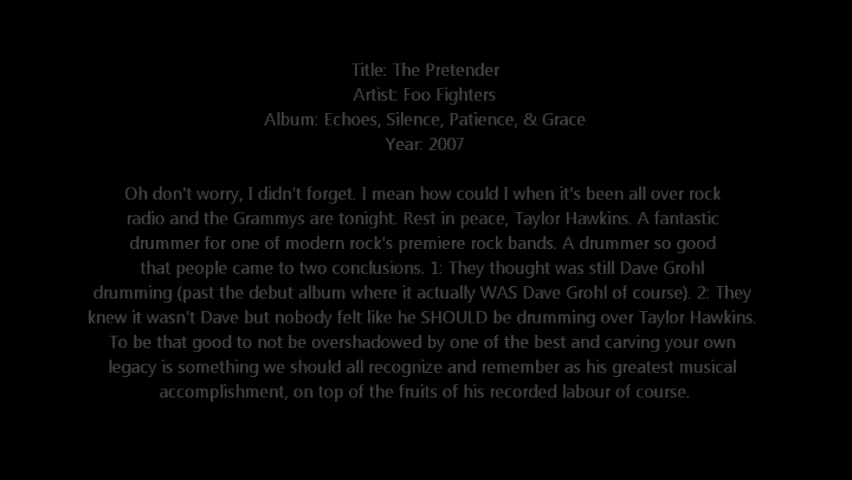 Title: The Pretender
Artist: Foo Fighters
Album: Echoes, Silence, Patience, & Grace
Year: 2007
Oh don't worry, I didn't forget. I mean how could I when it's been all over rock
radio and the Grammys are tonight. Rest in peace, Taylor Hawkins. A fantastic
drummer for one of modern rock's premiere rock bands. A drummer so good
that people came to two conclusions. 1: They thought was still Dave Grohl
drumming (past the debut album where it actually WAS Dave Grohl of course). 2: They
knew it wasn't Dave but nobody felt like he SHOULD be drumming over Taylor Hawkins.
To be that good to not be overshadowed by one of the best and carving your own
legacy is something we should all recognize and remember as his greatest musical
accomplishment, on top of the fruits of his recorded labour of course.